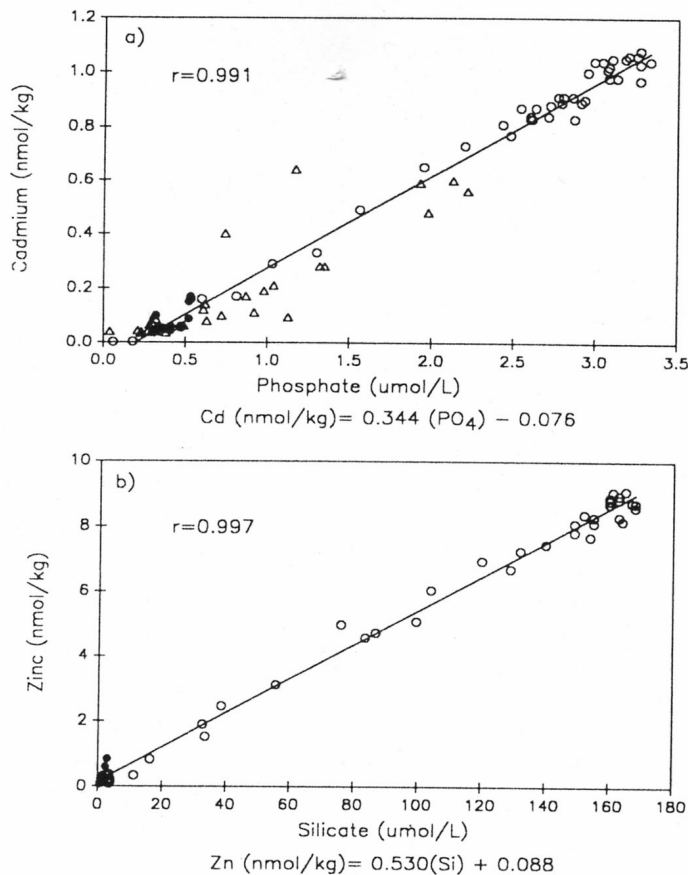 a)
r=0.991
Cadmium (nmol/kg)
1.2
1.0
0.8
0.6
0.4
0.2
0.0
0.0 0.5 1.0 1.5 2.0 2.5 3.0 3.5
Phosphate (umol/L)
Cd (nmol/kg)= 0.344 (PO4) − 0.076
b)
r=0.997
Zinc (nmol/kg)
10
8
6
4
2
0
0 20 40 60 80 100 120 140 160 180
Silicate (umol/L)
Zn (nmol/kg)= 0.530(Si) + 0.088